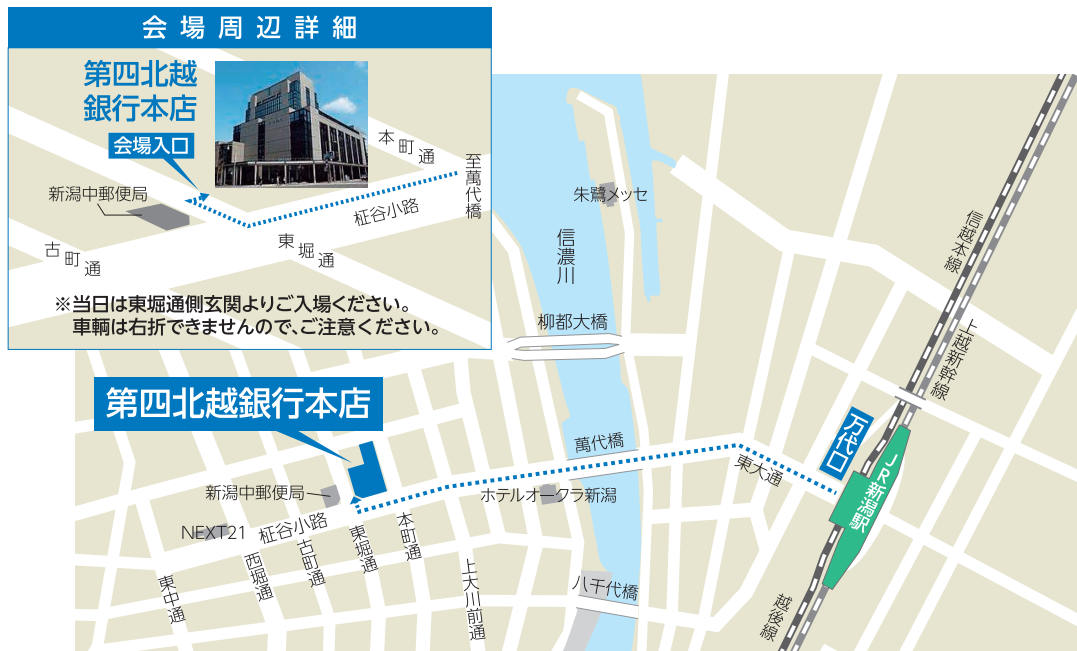 会場周辺詳細
第四北越
銀行本店
会場入口
本町通
至萬代橋
新潟中郵便局
柾谷小路
古町通
東堀通
※当日は東堀通側玄関よりご入場ください。
車輌は右折できませんので、ご注意ください。
朱鷺メッセ
信濃川
信越本線
柳都大橋
上越新幹線
第四北越銀行本店
万代口
萬代橋
東大通
JR新潟駅
新潟中郵便局
ホテルオークラ新潟
NEXT21
柾谷小路
本町通
東堀通
古町通
西堀通
東中通
上大川前通
八千代橋
越後線